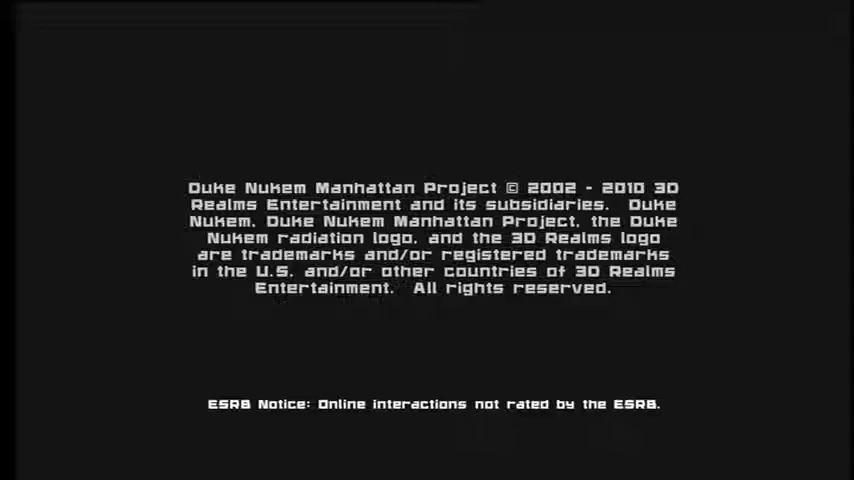 Duke Nukem Manhattan Project © 2002 - 2010 3D
Realms Entertainment and its subsidiaries. Duke
Nukem, Duke Nukem Manhattan Project, the Duke
Nukem radiation logo, and the 3D Realms logo
are trademarks and/or registered trademarks
in the U.S. and/or other countries of 3D Realms
Entertainment. All rights reserved.
ESRB Notice: Online interactions not rated by the ESRB.